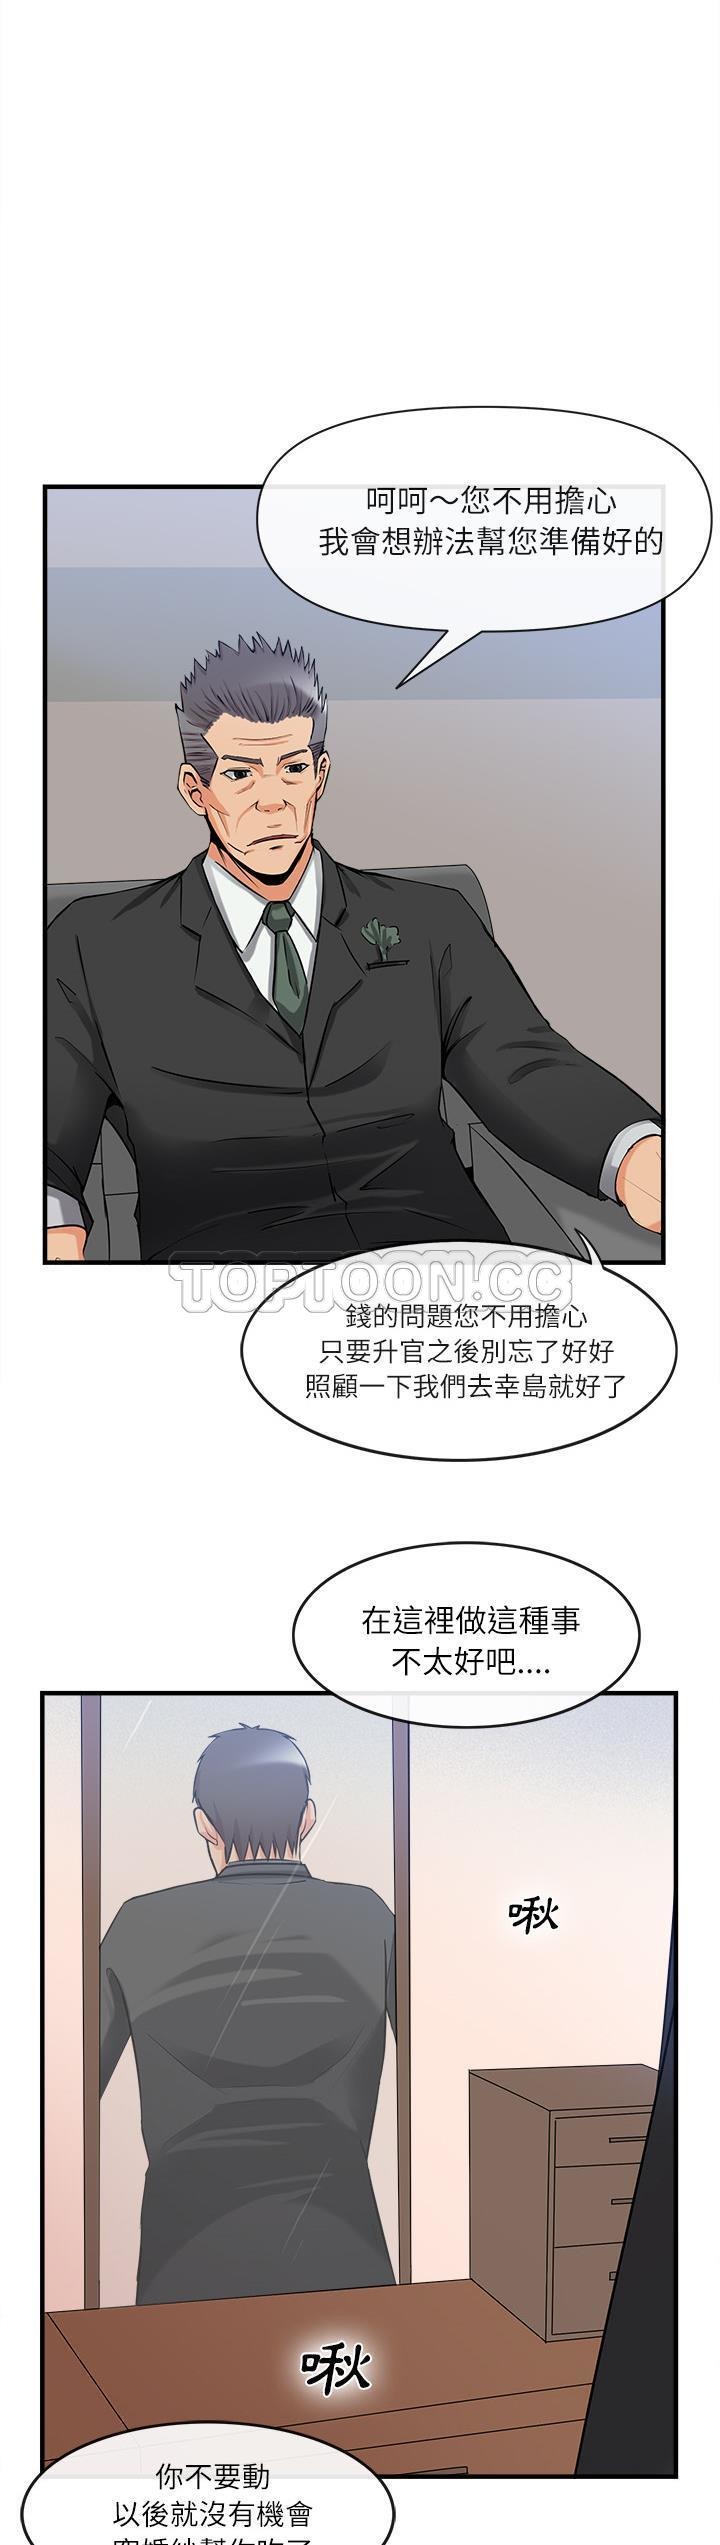 呵呵～您不用擔心
我會想辦法幫您準備好的
TOPTOON.CC
錢的問題您不用擔心
只要升官之後別忘了好好
照顧一下我們去幸島就好了
在這裡做這種事
不太好吧....
啾
啾
你不要動
以後就沒有機會